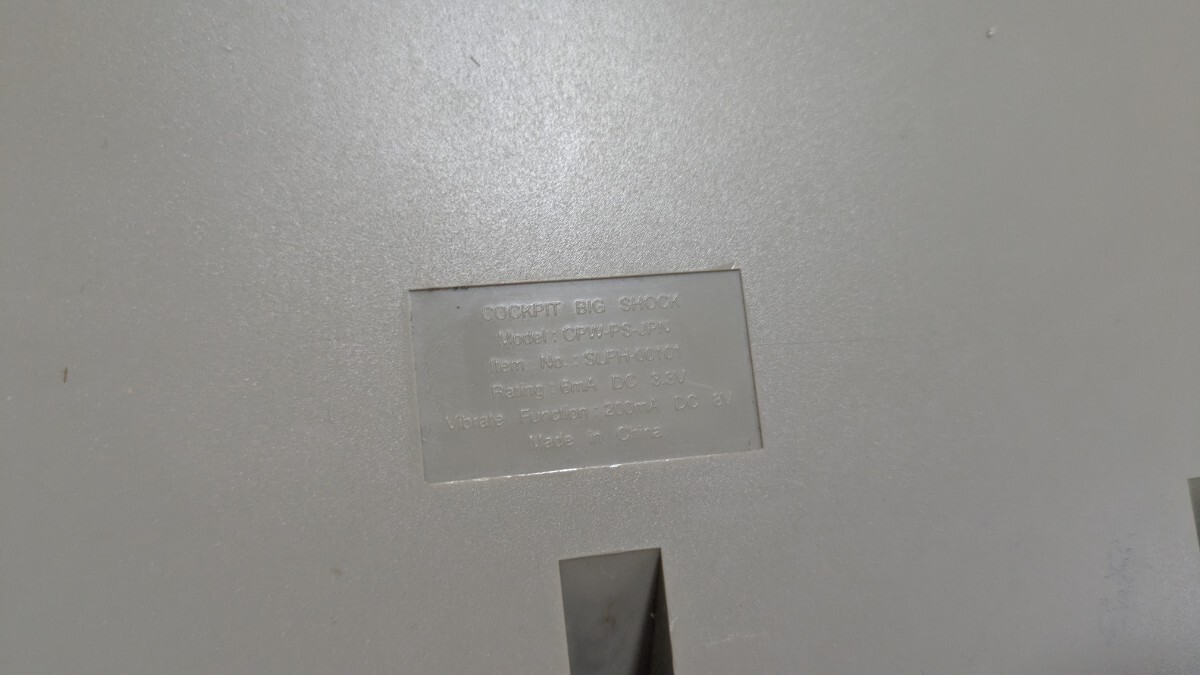 COCKPIT BIG SHOCK
Model : CPW-PS-JPN
Item No. : SLPH-00101
Rating : 6mA DC 3.3V
Vibrate Function : 200mA DC 8V
Made in China